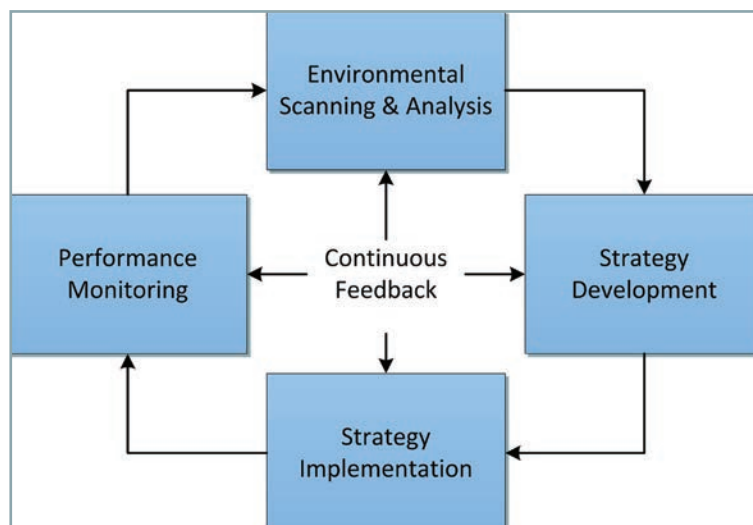 Environmental
Scanning & Analysis
Performance
Monitoring
Continuous
Feedback
Strategy
Development
Strategy
Implementation